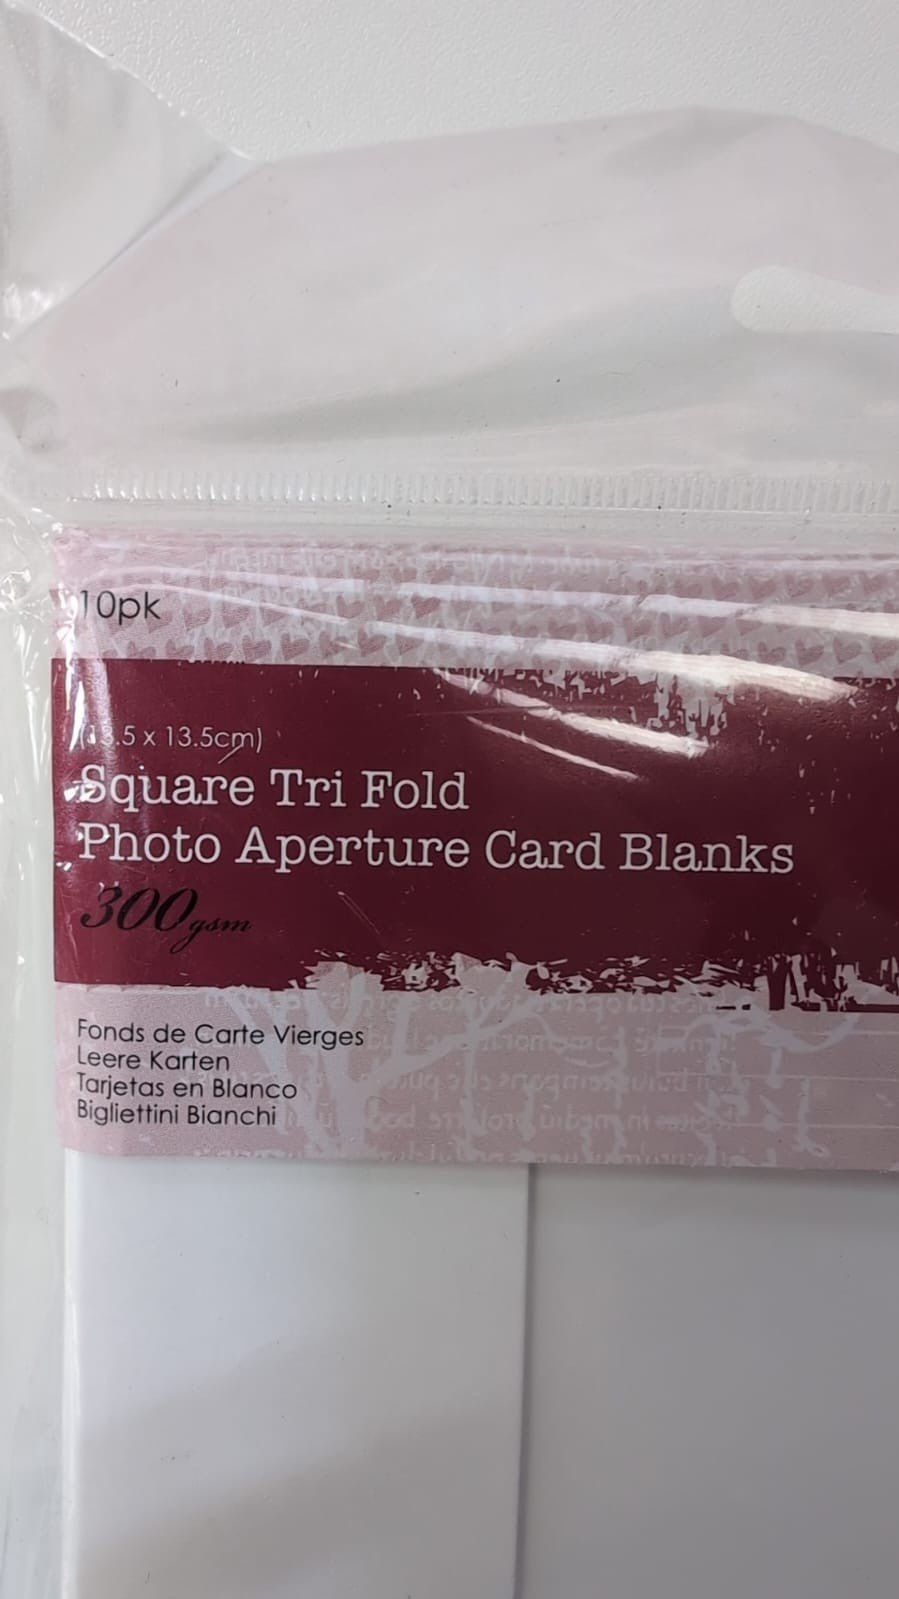 10pk
(13.5 x 13.5cm)
Square Tri Fold
Photo Aperture Card Blanks
300gsm
Fonds de Carte Vierges
Leere Karten
Tarjetas en Blanco
Bigliettini Bianchi